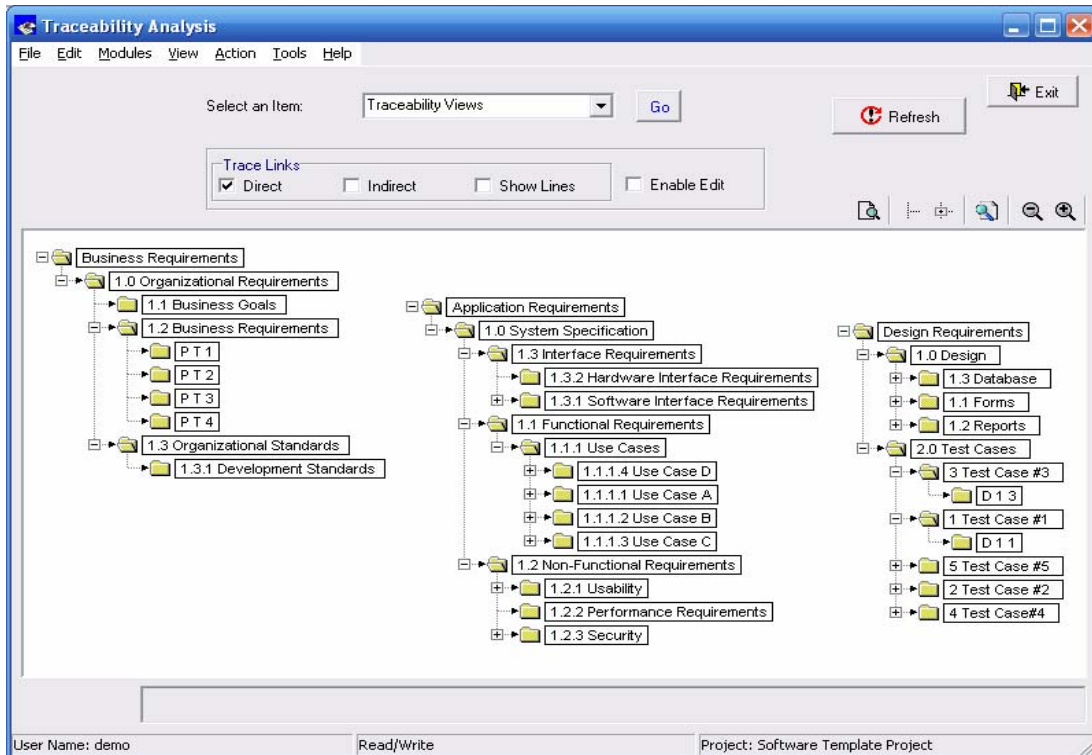 Traceability Analysis
File Edit Modules View Action Tools Help
Exit
Select an Item: Traceability Views Go
Refresh
Trace Links
Direct Indirect Show Lines Enable Edit
Business Requirements
1.0 Organizational Requirements
1.1 Business Goals
1.2 Business Requirements
P T 1
P T 2
P T 3
P T 4
1.3 Organizational Standards
1.3.1 Development Standards
Application Requirements
1.0 System Specification
1.3 Interface Requirements
1.3.2 Hardware Interface Requirements
1.3.1 Software Interface Requirements
1.1 Functional Requirements
1.1.1 Use Cases
1.1.1.4 Use Case D
1.1.1.1 Use Case A
1.1.1.2 Use Case B
1.1.1.3 Use Case C
1.2 Non-Functional Requirements
1.2.1 Usability
1.2.2 Performance Requirements
1.2.3 Security
Design Requirements
1.0 Design
1.3 Database
1.1 Forms
1.2 Reports
2.0 Test Cases
3 Test Case #3
D 1 3
1 Test Case #1
D 1 1
5 Test Case #5
2 Test Case #2
4 Test Case#4
User Name: demo Read/Write Project: Software Template Project